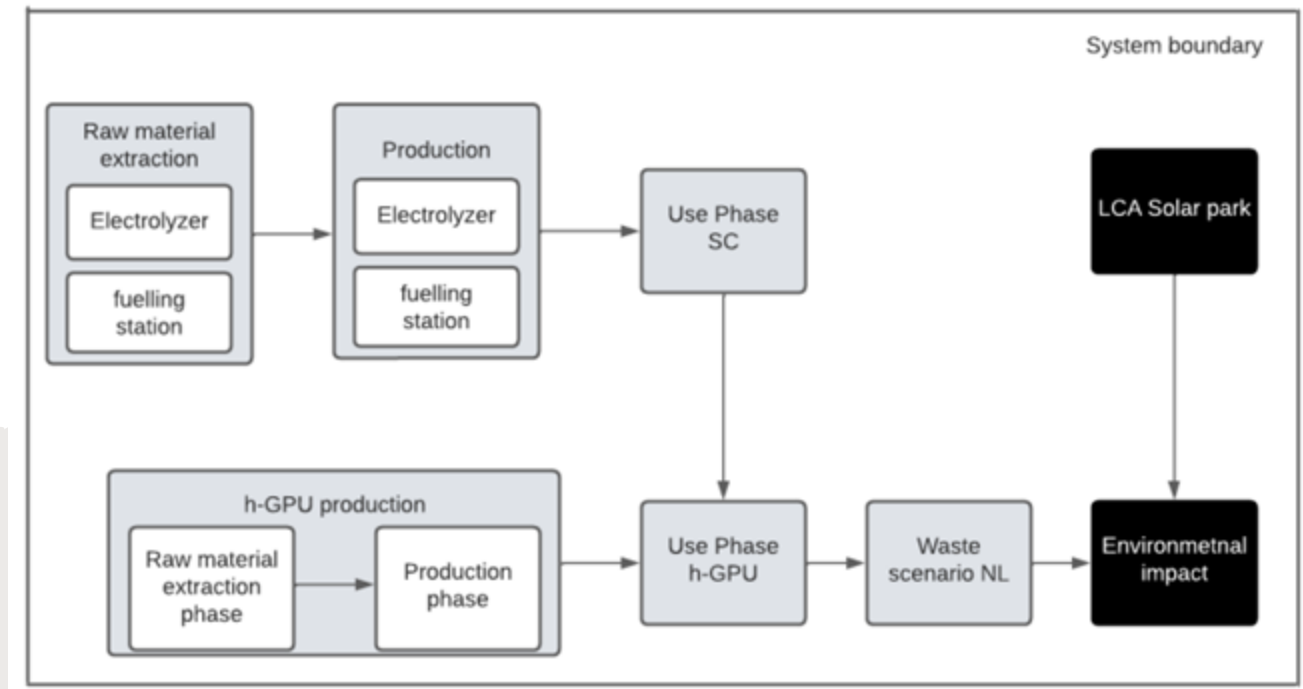 System boundary
Raw material
extraction
Electrolyzer
fuelling
station
Production
Electrolyzer
fuelling
station
Use Phase
SC
LCA Solar park
h-GPU production
Raw material
extraction
phase
Production
phase
Use Phase
h-GPU
Waste
scenario NL
Environmetnal
impact